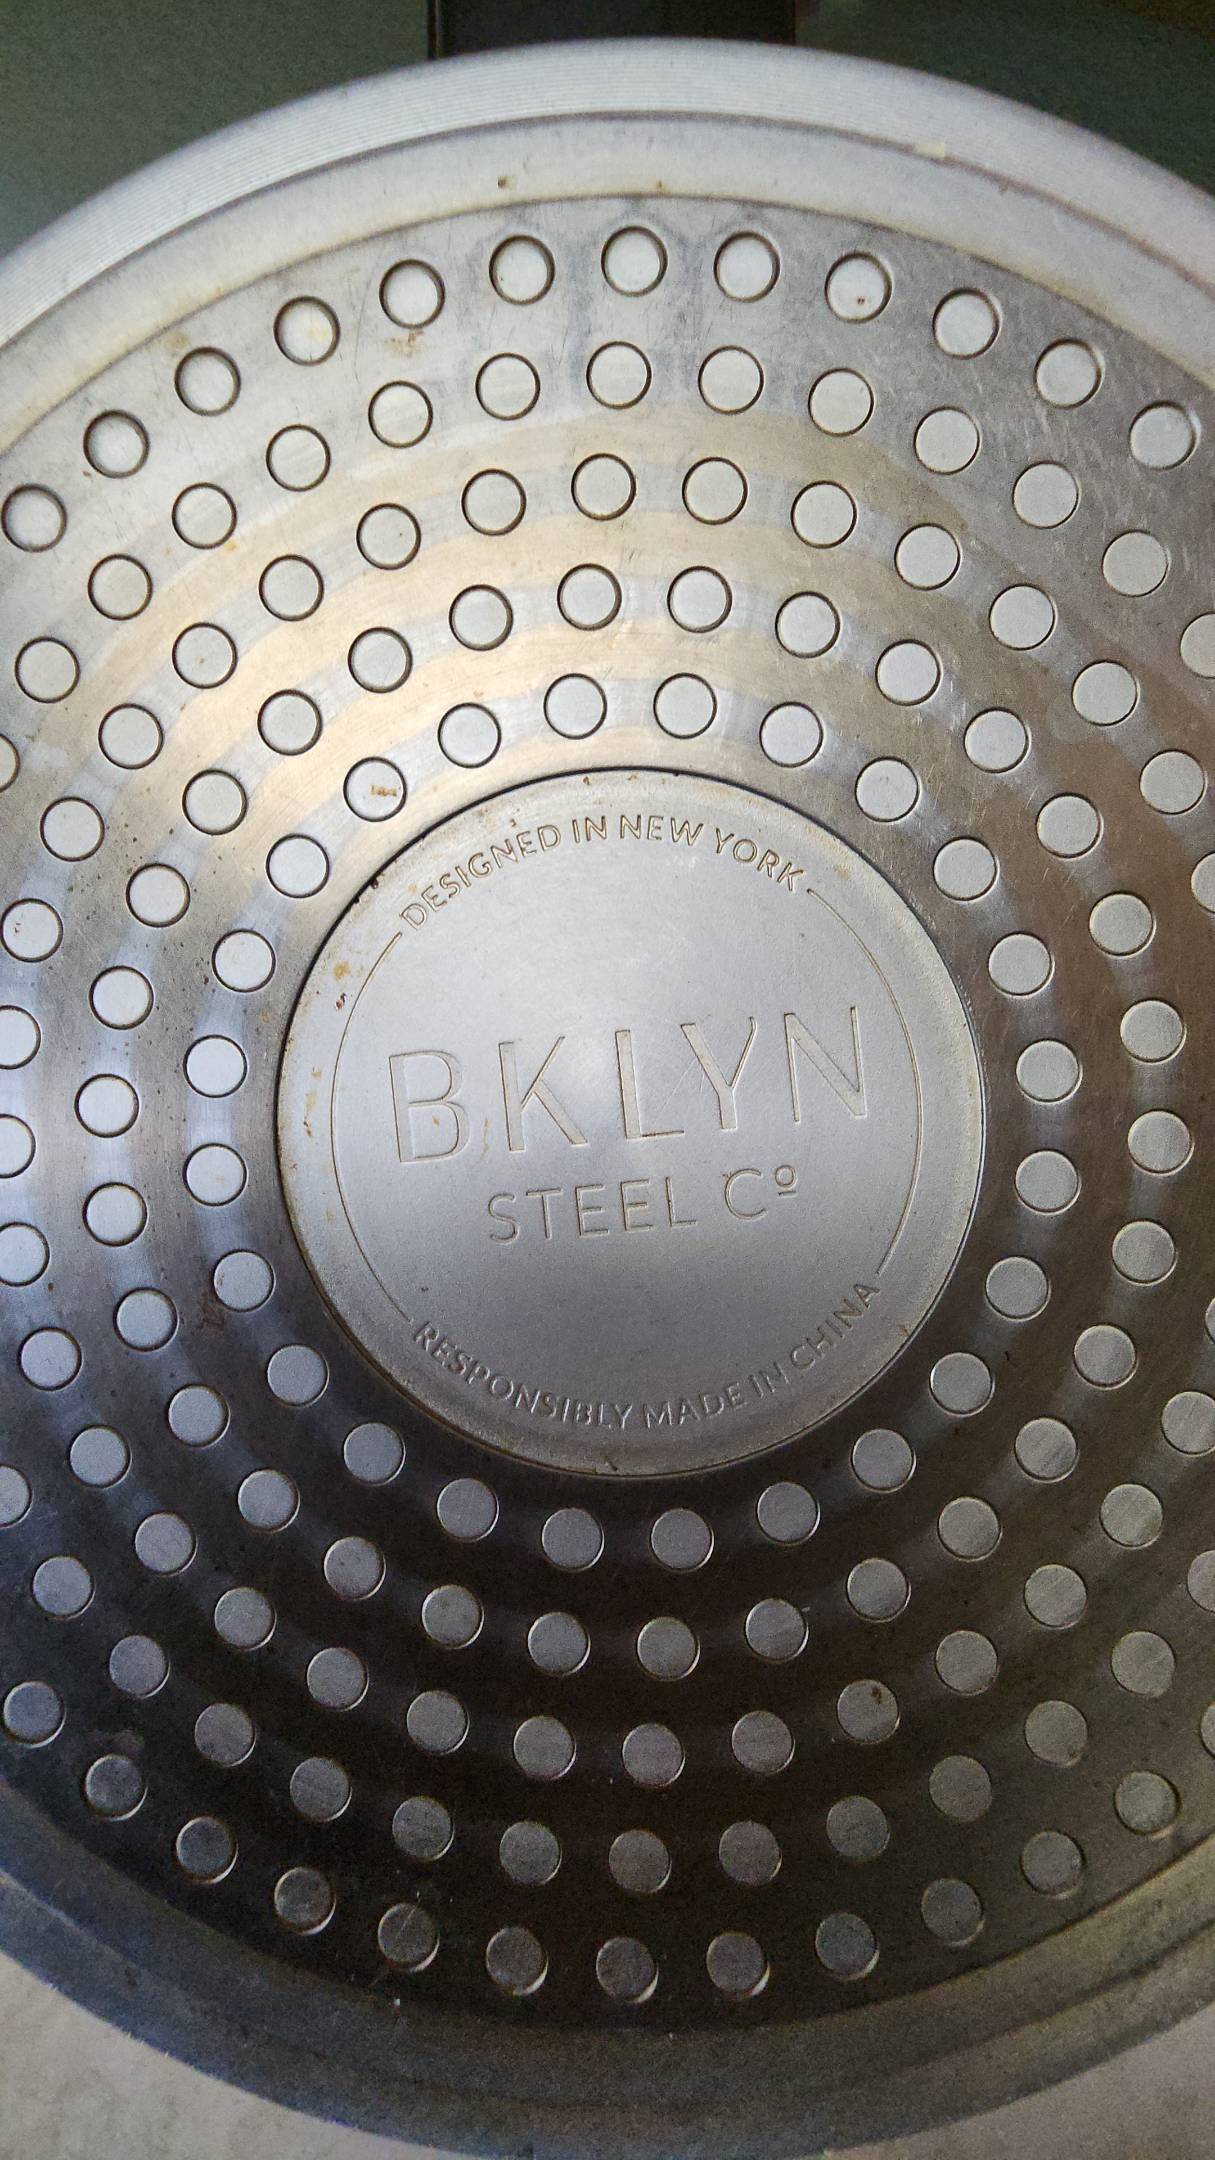 DESIGNED IN NEW YORK
BKLYN
STEEL Cº
RESPONSIBLY MADE IN CHINA